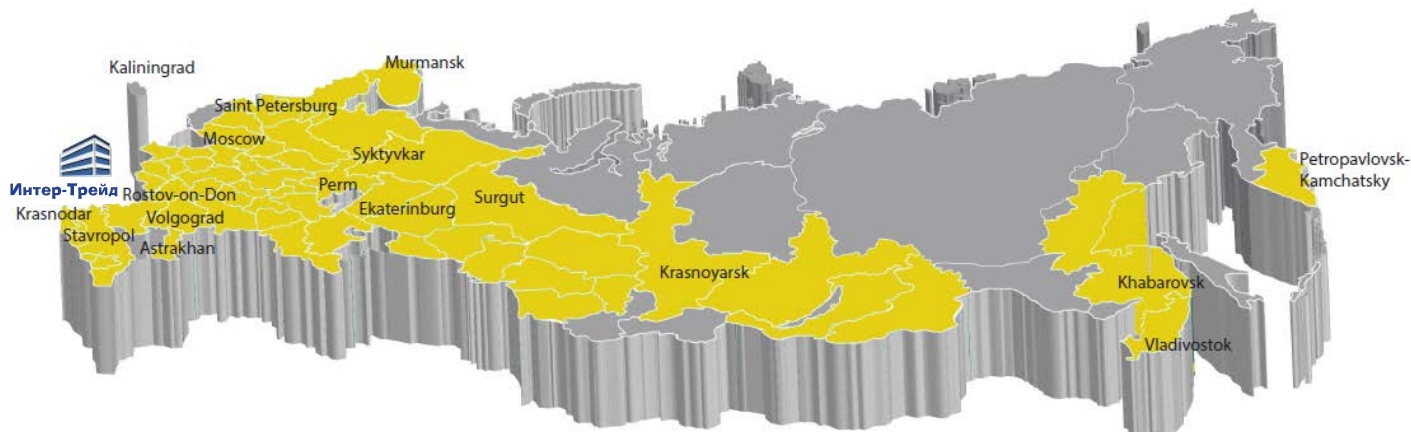 Murmansk
Kaliningrad
Saint Petersburg
Moscow
Syktyvkar
Интер-Трейд
Rostov-on-Don
Perm
Surgut
Ekaterinburg
Krasnodar
Volgograd
Stavropol
Astrakhan
Krasnoyarsk
Khabarovsk
Vladivostok
Petropavlovsk-
Kamchatsky